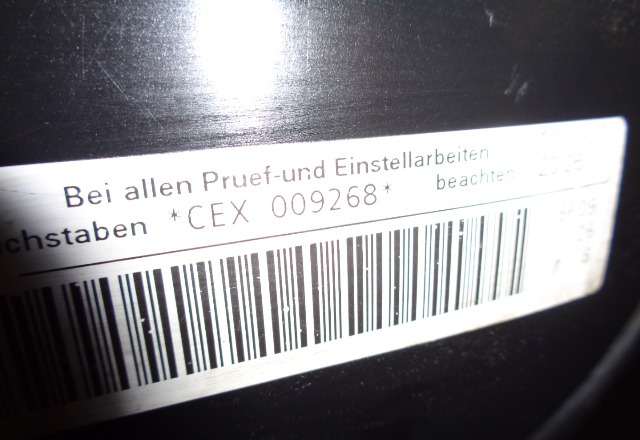 Bei allen Pruef-und Einstellarbeiten
chstaben *CEX 009268* beachten